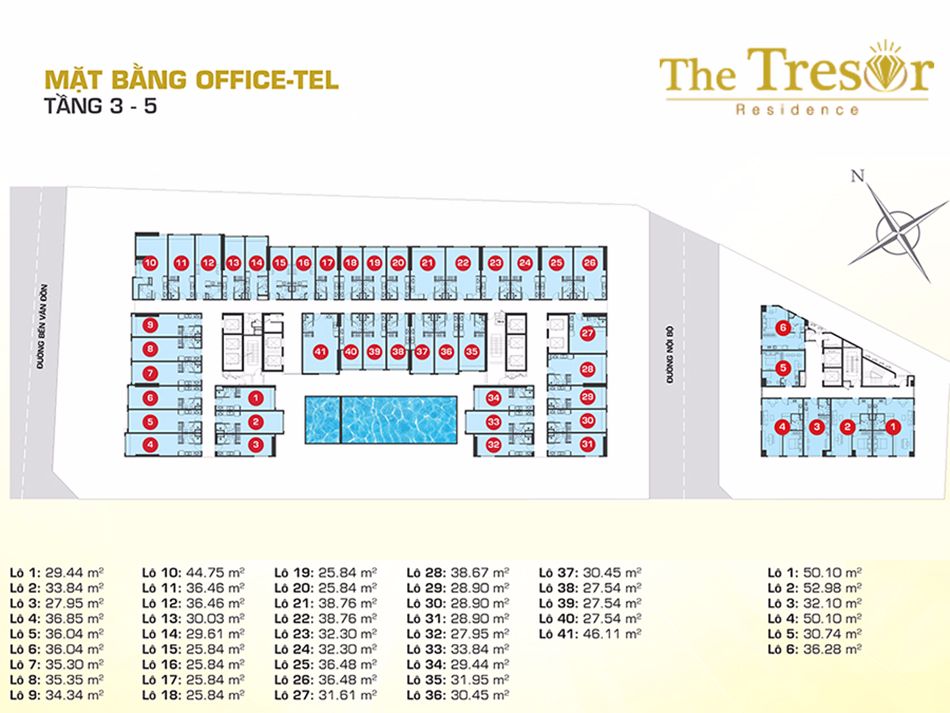 MẶT BẰNG OFFICE-TEL
TẦNG 3 - 5
The Tresor
Residence
N
ĐƯỜNG BẾN VÂN ĐỒN
ĐƯỜNG NỘI BỘ
10 11 12 13 14 15 16 17 18 19 20 21 22 23 24 25 26
9 41 40 39 38 37 36 35 27
8
7 28
6 1 34 29
5 2 33 30
4 3 32 31
6
5
4 3 2 1
Lô 1: 29.44 m²
Lô 2: 33.84 m²
Lô 3: 27.95 m²
Lô 4: 36.85 m²
Lô 5: 36.04 m²
Lô 6: 36.04 m²
Lô 7: 35.30 m²
Lô 8: 35.35 m²
Lô 9: 34.34 m²
Lô 10: 44.75 m²
Lô 11: 36.46 m²
Lô 12: 36.46 m²
Lô 13: 30.03 m²
Lô 14: 29.61 m²
Lô 15: 25.84 m²
Lô 16: 25.84 m²
Lô 17: 25.84 m²
Lô 18: 25.84 m²
Lô 19: 25.84 m²
Lô 20: 25.84 m²
Lô 21: 38.76 m²
Lô 22: 38.76 m²
Lô 23: 32.30 m²
Lô 24: 32.30 m²
Lô 25: 36.48 m²
Lô 26: 36.48 m²
Lô 27: 31.61 m²
Lô 28: 38.67 m²
Lô 29: 28.90 m²
Lô 30: 28.90 m²
Lô 31: 28.90 m²
Lô 32: 27.95 m²
Lô 33: 33.84 m²
Lô 34: 29.44 m²
Lô 35: 31.95 m²
Lô 36: 30.45 m²
Lô 37: 30.45 m²
Lô 38: 27.54 m²
Lô 39: 27.54 m²
Lô 40: 27.54 m²
Lô 41: 46.11 m²
Lô 1: 50.10 m²
Lô 2: 52.98 m²
Lô 3: 32.10 m²
Lô 4: 50.10 m²
Lô 5: 30.74 m²
Lô 6: 36.28 m²